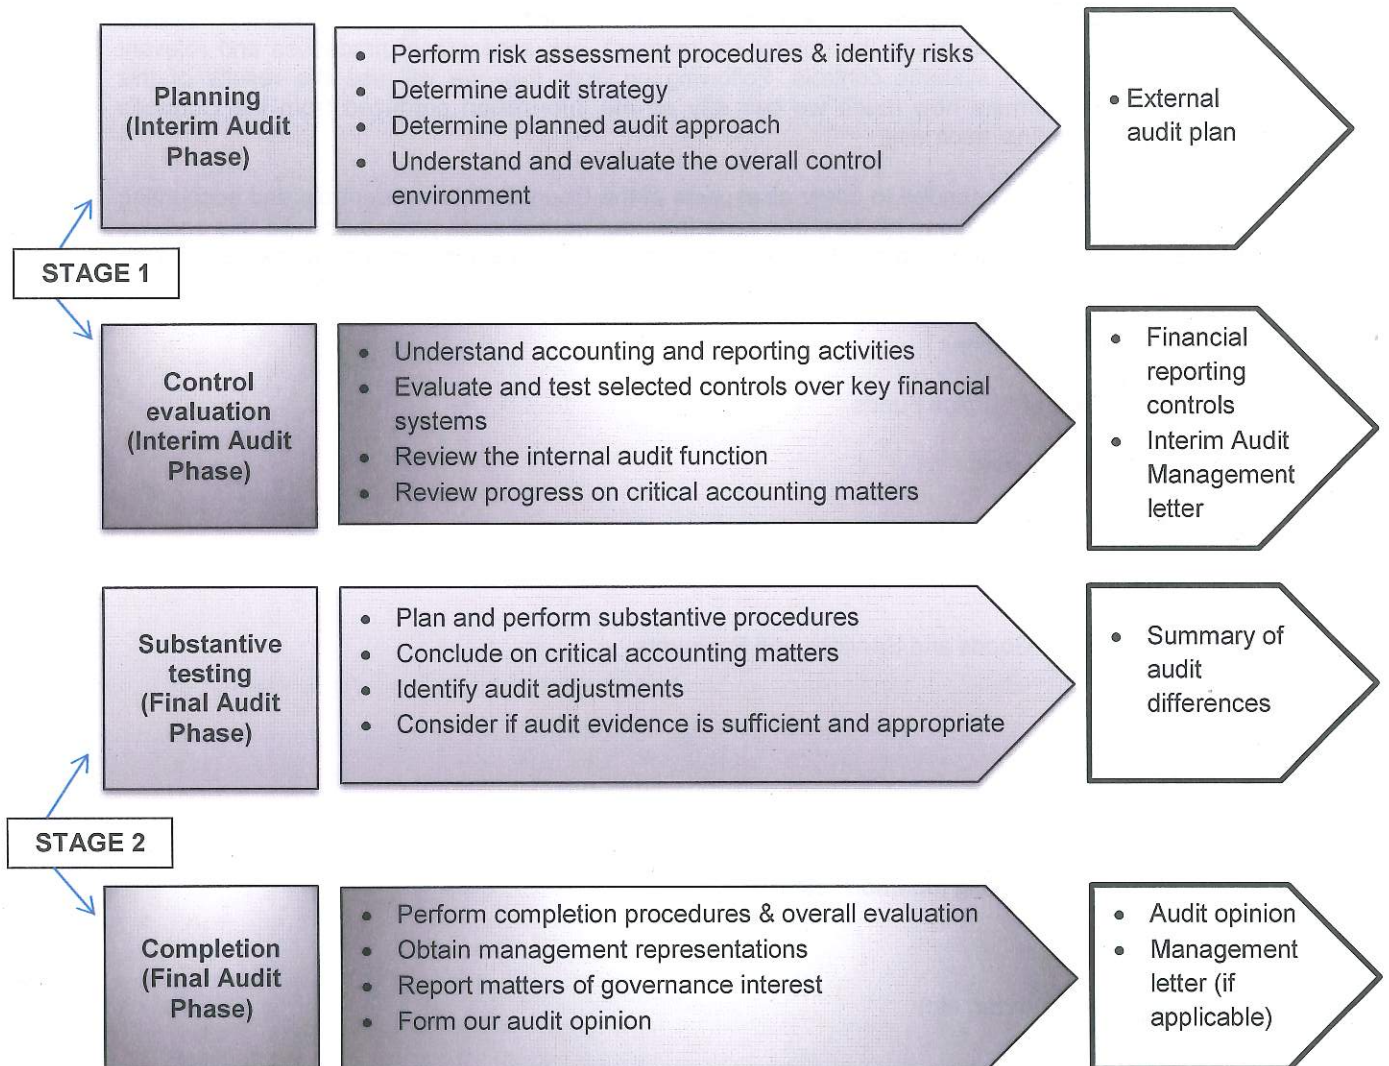 Planning
(Interim Audit
Phase)
• Perform risk assessment procedures & identify risks
• Determine audit strategy
• Determine planned audit approach
• Understand and evaluate the overall control
environment
• External
audit plan
STAGE 1
Control
evaluation
(Interim Audit
Phase)
• Understand accounting and reporting activities
• Evaluate and test selected controls over key financial
systems
• Review the internal audit function
• Review progress on critical accounting matters
• Financial
reporting
controls
• Interim Audit
Management
letter
Substantive
testing
(Final Audit
Phase)
• Plan and perform substantive procedures
• Conclude on critical accounting matters
• Identify audit adjustments
• Consider if audit evidence is sufficient and appropriate
• Summary of
audit
differences
STAGE 2
Completion
(Final Audit
Phase)
• Perform completion procedures & overall evaluation
• Obtain management representations
• Report matters of governance interest
• Form our audit opinion
• Audit opinion
• Management
letter (if
applicable)